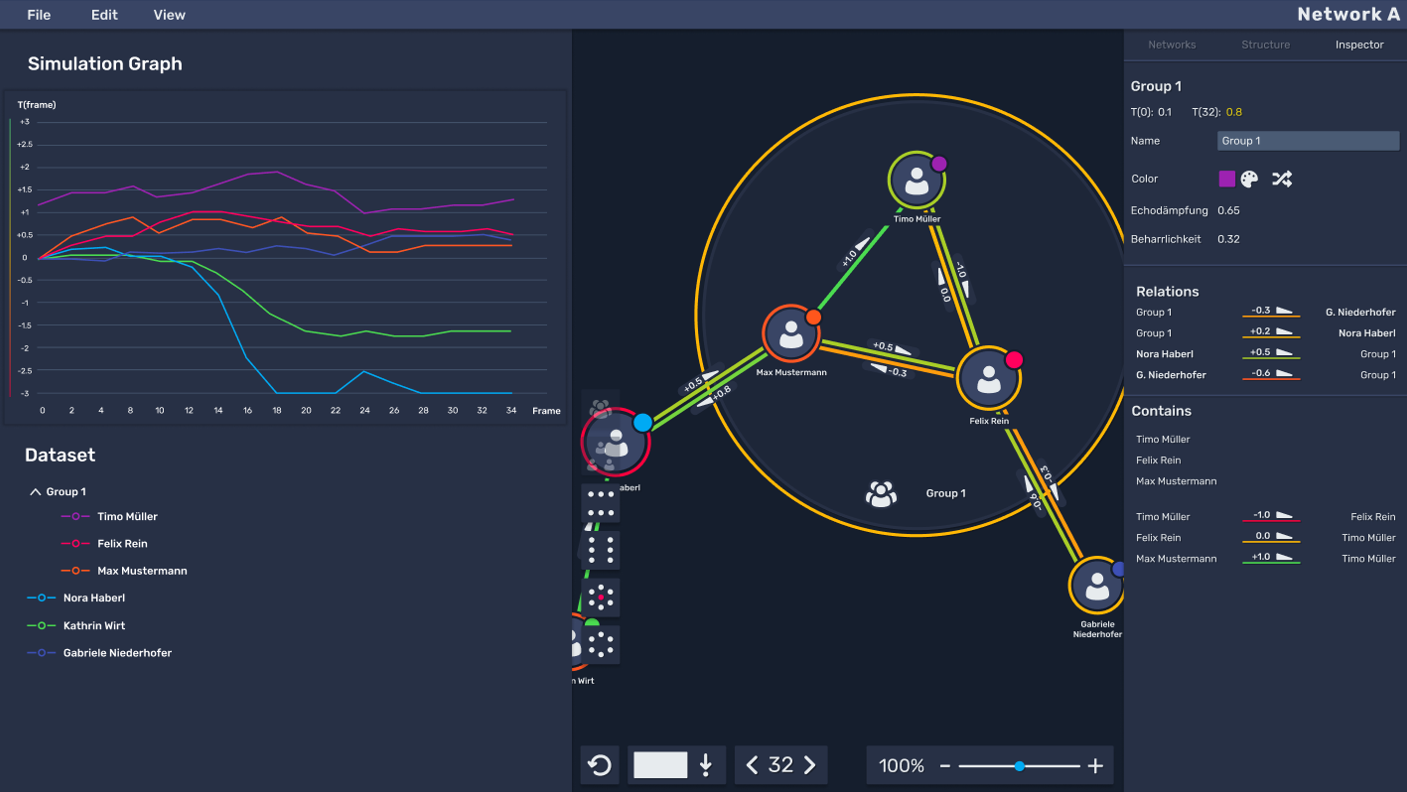 File Edit View
Network A
Simulation Graph
T(frame)
+3
+2.5
+2
+1.5
+1
+0.5
0
-0.5
-1
-1.5
-2
-2.5
-3
0 2 4 8 10 12 14 16 18 20 22 24 26 28 30 32 34 Frame
Dataset
Group 1
Timo Müller
Felix Rein
Max Mustermann
Nora Haberl
Kathrin Wirt
Gabriele Niederhofer
Timo Müller
+1.0
-1.0
0.0
Max Mustermann
+0.5
-0.3
Felix Rein
+0.5
+0.8
aberl
Group 1
-0.3
-0.6
Gabriele
Niederhofer
n Wirt
32
100%
Networks Structure Inspector
Group 1
T(0): 0.1 T(32): 0.8
Name Group 1
Color
Echodämpfung 0.65
Beharrlichkeit 0.32
Relations
Group 1 -0.3 G. Niederhofer
Group 1 +0.2 Nora Haberl
Nora Haberl +0.5 Group 1
G. Niederhofer -0.6 Group 1
Contains
Timo Müller
Felix Rein
Max Mustermann
Timo Müller -1.0 Felix Rein
Felix Rein 0.0 Timo Müller
Max Mustermann +1.0 Timo Müller